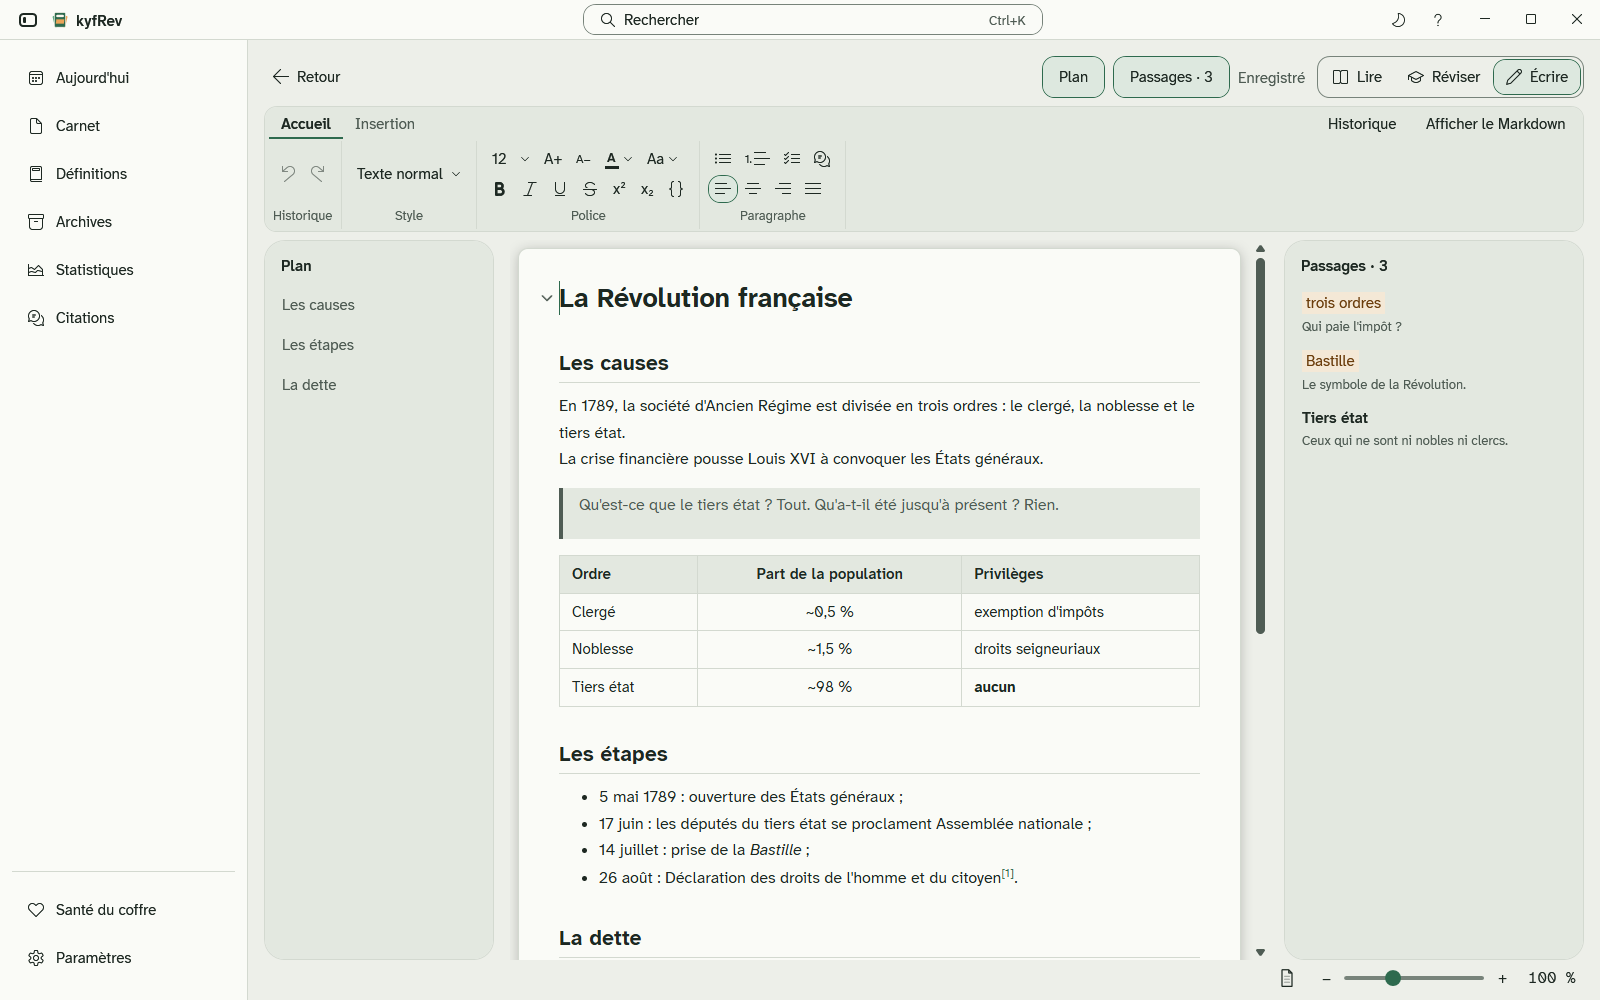 kyfRev
Rechercher
Ctrl+K
?
Aujourd'hui
Carnet
Définitions
Archives
Statistiques
Citations
Santé du coffre
Paramètres
Retour
Plan
Passages · 3
Enregistré
Lire
Réviser
Écrire
Accueil
Insertion
Historique
Afficher le Markdown
Historique
Texte normal
Style
12
A+
A−
A
Aa
B
I
U
S
x²
x₂
{ }
Police
1.
Paragraphe
Plan
Les causes
Les étapes
La dette
La Révolution française
Les causes
En 1789, la société d'Ancien Régime est divisée en trois ordres : le clergé, la noblesse et le
tiers état.
La crise financière pousse Louis XVI à convoquer les États généraux.
Qu'est-ce que le tiers état ? Tout. Qu'a-t-il été jusqu'à présent ? Rien.
Ordre Part de la population Privilèges
Clergé ~0,5 % exemption d'impôts
Noblesse ~1,5 % droits seigneuriaux
Tiers état ~98 % aucun
Les étapes
• 5 mai 1789 : ouverture des États généraux ;
• 17 juin : les députés du tiers état se proclament Assemblée nationale ;
• 14 juillet : prise de la Bastille ;
• 26 août : Déclaration des droits de l'homme et du citoyen[1].
La dette
Passages · 3
trois ordres
Qui paie l'impôt ?
Bastille
Le symbole de la Révolution.
Tiers état
Ceux qui ne sont ni nobles ni clercs.
− + 100 %